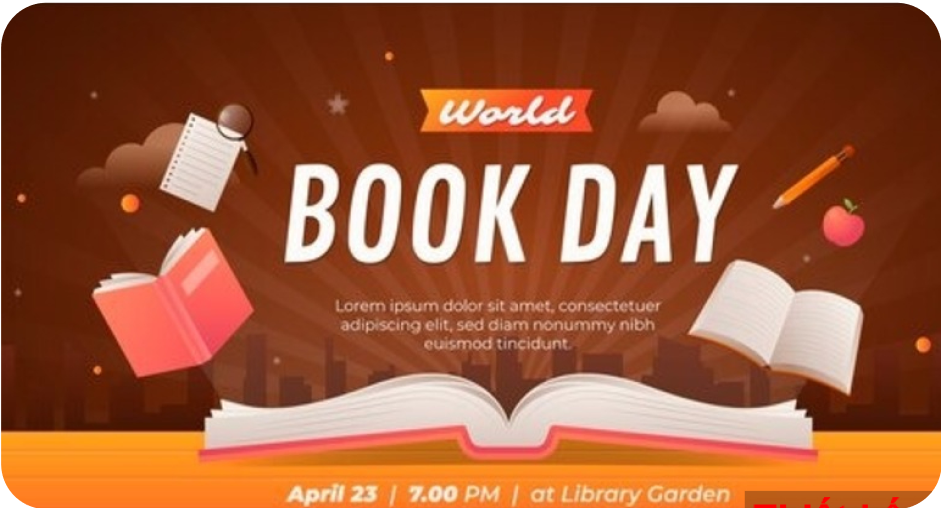 World
BOOK DAY
Lorem ipsum dolor sit amet, consectetuer
adipiscing elit, sed diam nonummy nibh
euismod tincidunt.
April 23 | 7.00 PM | at Library Garden